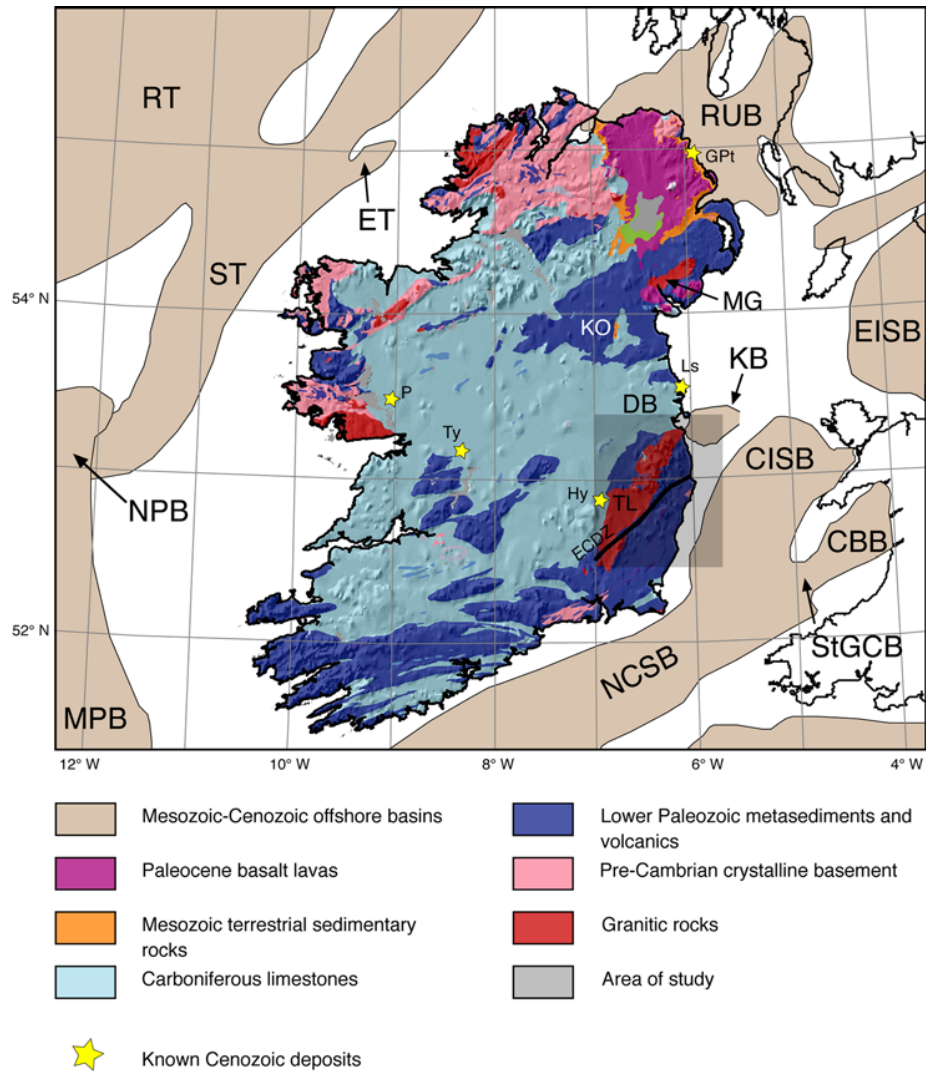 RT
RUB
GPt
ET
ST
54° N
MG
KO
EISB
KB
Ls
P
DB
Ty
CISB
Hy
TL
NPB
ECDZ
CBB
52° N
StGCB
NCSB
MPB
12° W
10° W
8° W
6° W
4° W
Mesozoic-Cenozoic offshore basins
Lower Paleozoic metasediments and
volcanics
Paleocene basalt lavas
Pre-Cambrian crystalline basement
Mesozoic terrestrial sedimentary
rocks
Granitic rocks
Carboniferous limestones
Area of study
Known Cenozoic deposits